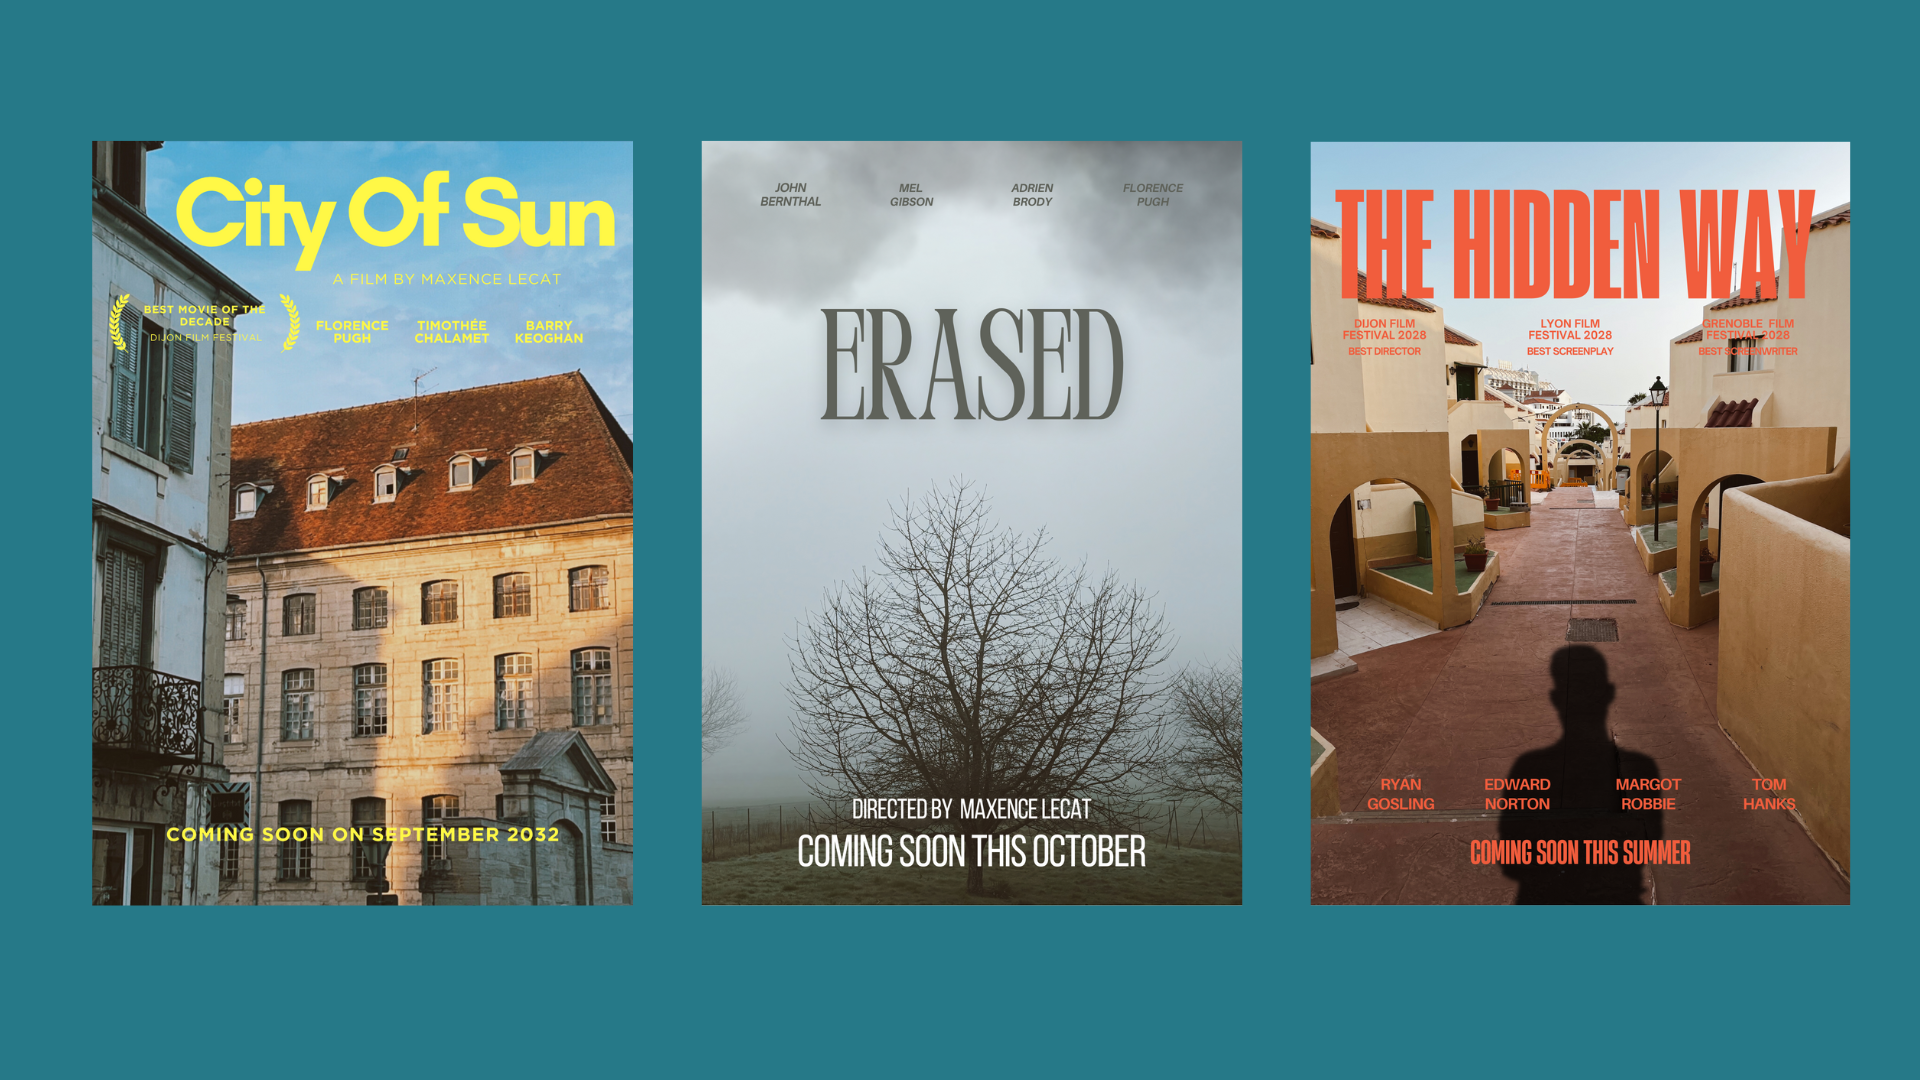 City Of Sun
A FILM BY MAXENCE LECAT
BEST MOVIE OF THE
DECADE
DIJON FILM FESTIVAL
FLORENCE
PUGH
TIMOTHÉE
CHALAMET
BARRY
KEOGHAN
COMING SOON ON SEPTEMBER 2032
JOHN
BERNTHAL
MEL
GIBSON
ADRIEN
BRODY
FLORENCE
PUGH
ERASED
DIRECTED BY MAXENCE LECAT
COMING SOON THIS OCTOBER
THE HIDDEN WAY
DIJON FILM
FESTIVAL 2028
BEST DIRECTOR
LYON FILM
FESTIVAL 2028
BEST SCREENPLAY
GRENOBLE FILM
FESTIVAL 2028
BEST SCREENWRITER
RYAN
GOSLING
EDWARD
NORTON
MARGOT
ROBBIE
TOM
HANKS
COMING SOON THIS SUMMER